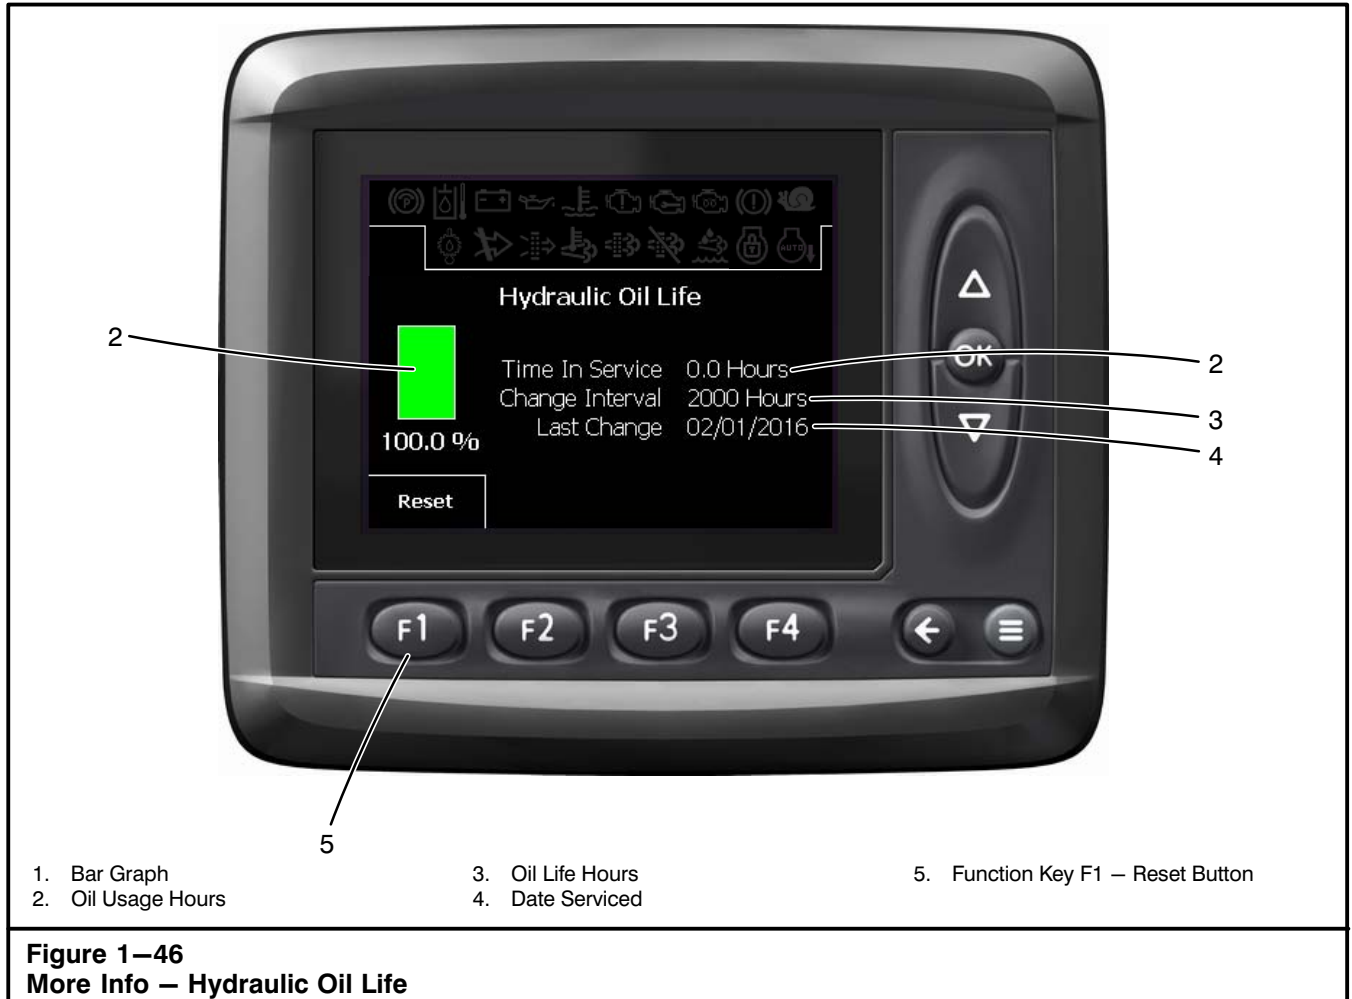 Hydraulic Oil Life
Time In Service 0.0 Hours
Change Interval 2000 Hours
Last Change 02/01/2016
100.0 %
Reset
OK
F1 F2 F3 F4
AUTO
P
2
2
3
4
5
1. Bar Graph
2. Oil Usage Hours
3. Oil Life Hours
4. Date Serviced
5. Function Key F1 – Reset Button
Figure 1–46
More Info – Hydraulic Oil Life